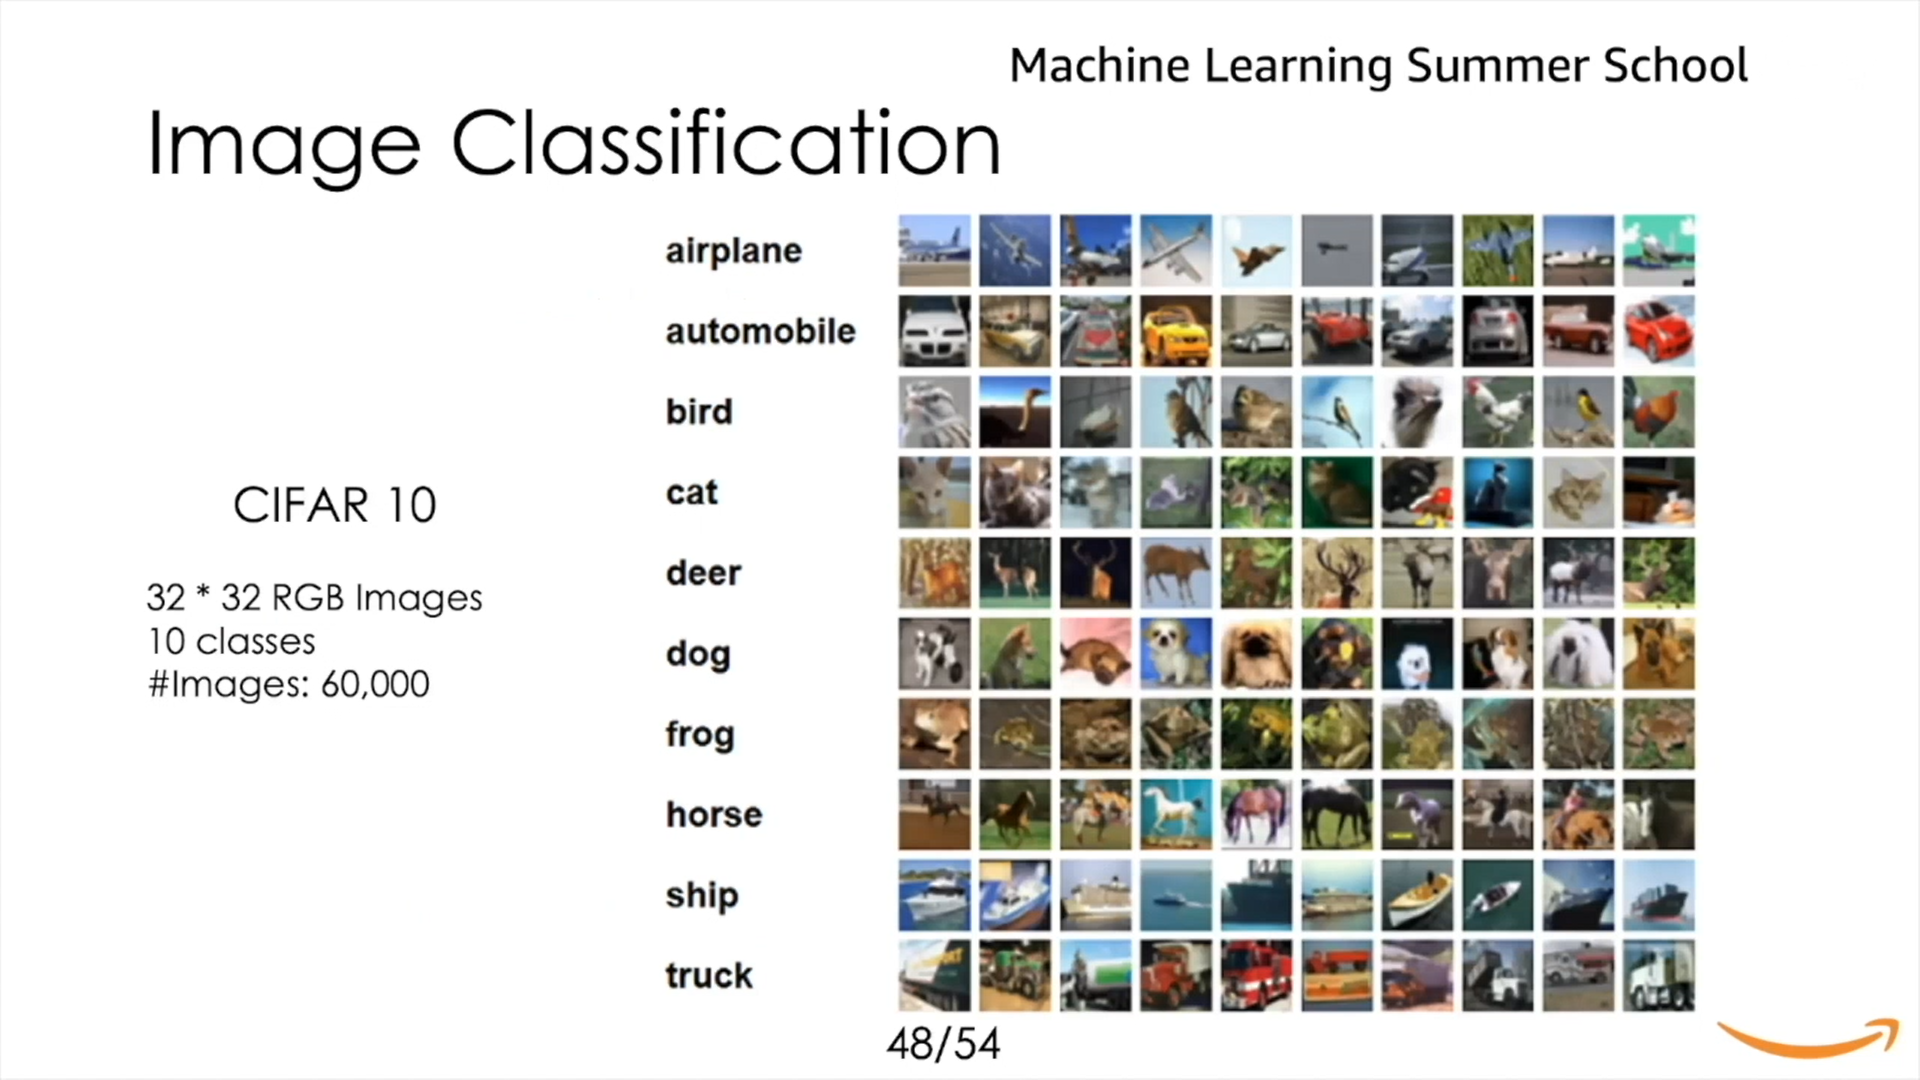 Machine Learning Summer School
Image Classification
airplane
automobile
bird
cat
deer
dog
frog
horse
ship
truck
CIFAR 10
32 * 32 RGB Images
10 classes
#Images: 60,000
48/54